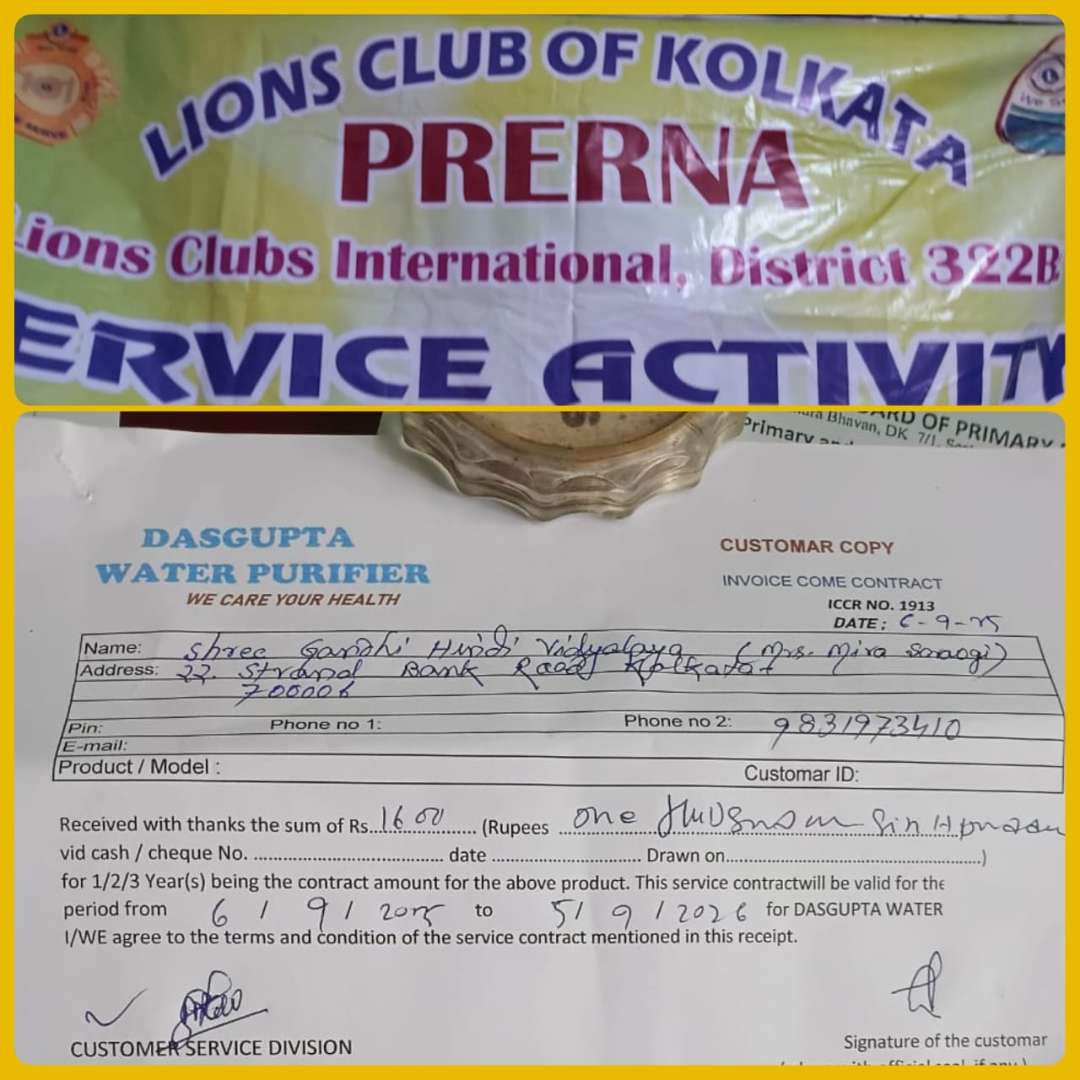 LIONS CLUB OF KOLKATA
PRERNA
Lions Clubs International, District 322B
ERVICE ACTIVITY
ARD OF PRIMARY
Bhavan, DK 7/1,
Primary and
DASGUPTA
WATER PURIFIER
WE CARE YOUR HEALTH
CUSTOMAR COPY
INVOICE COME CONTRACT
ICCR NO. 1913
DATE: 6-9-25
Name: Shree Gandhi Hindi Vidyalaya (Mrs. Mira Saraogi)
Address: 22. Strand Bank Road Kolkata
700006
Pin: Phone no 1: Phone no 2: 9831973410
E-mail:
Product / Model : Customar ID:
Received with thanks the sum of Rs...1600...(Rupees ...one
vid cash / cheque No. ........ date ........ Drawn on........)
for 1/2/3 Year(s) being the contract amount for the above product. This service contractwill be valid for the
period from 6/9/2025 to 5/9/2026 for DASGUPTA WATER
I/WE agree to the terms and condition of the service contract mentioned in this receipt.
CUSTOMER SERVICE DIVISION
Signature of the customar